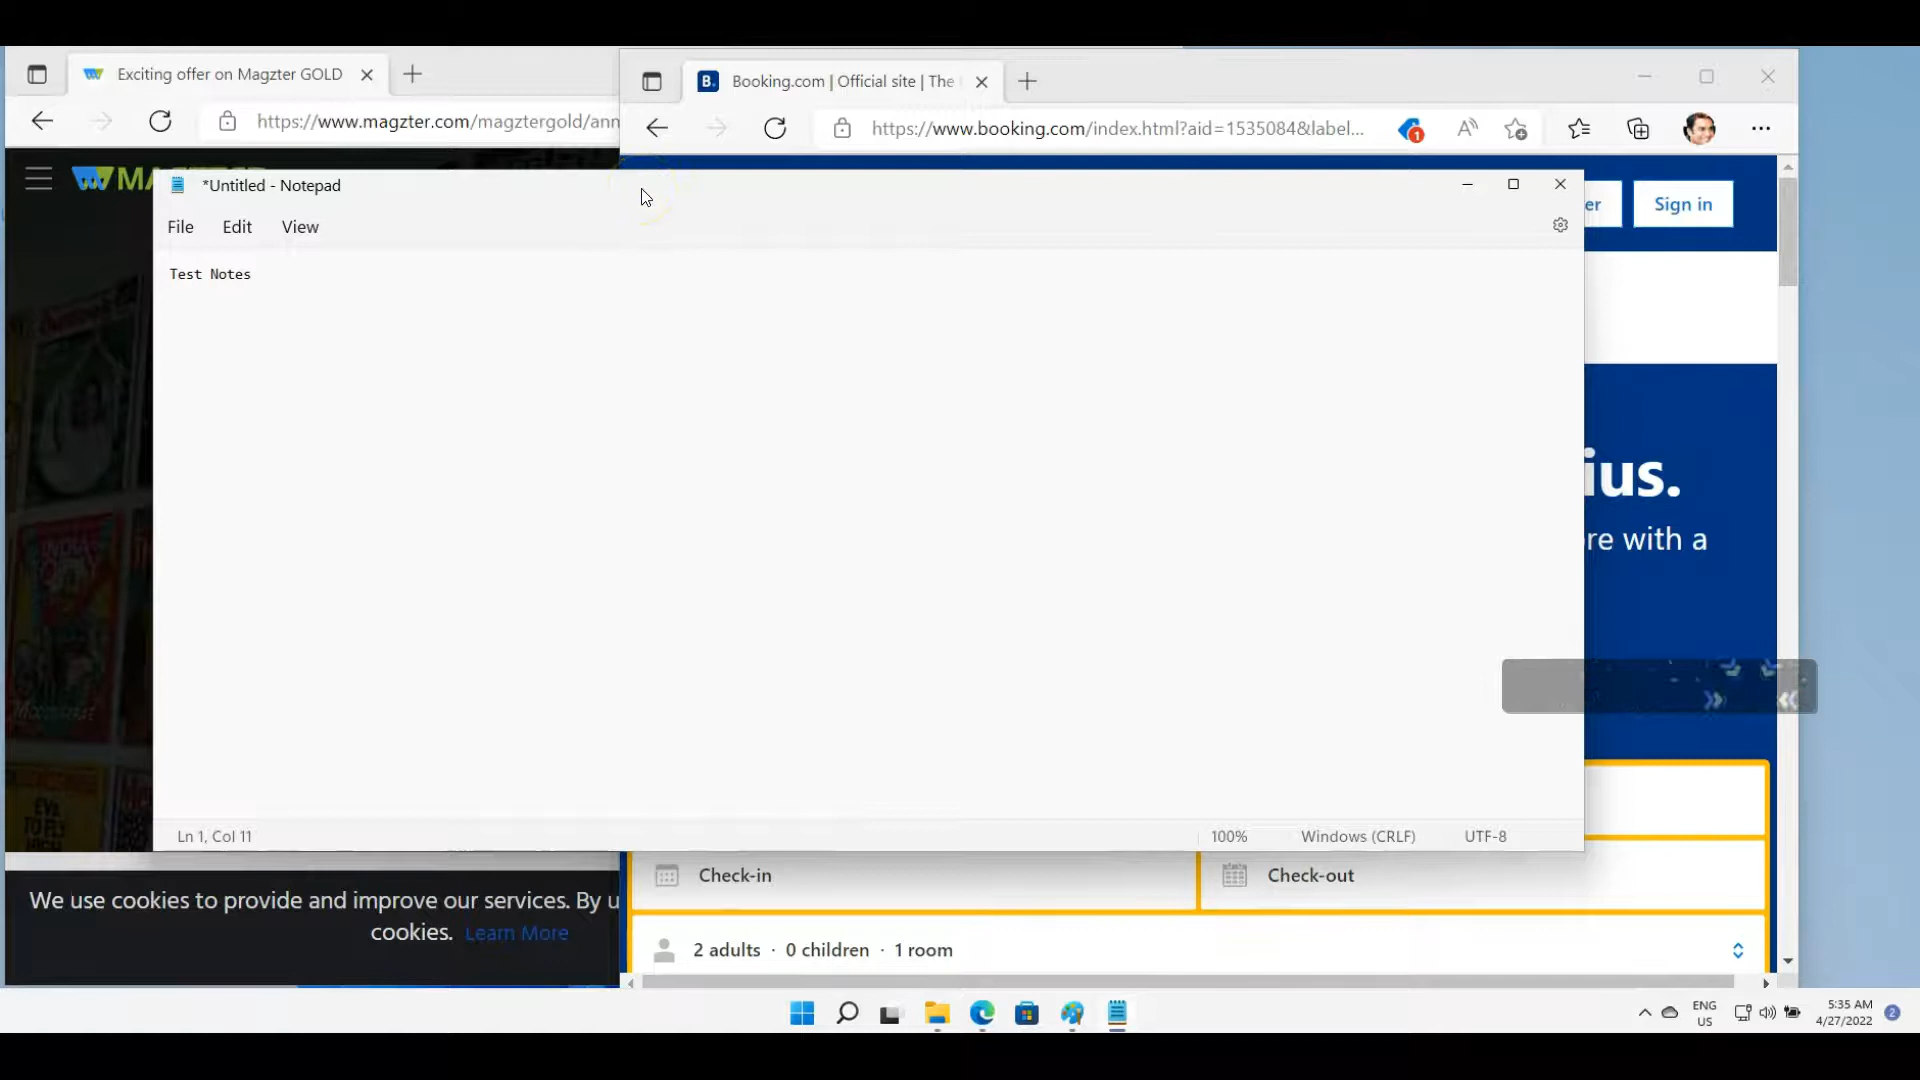 Exciting offer on Magzter GOLD
https://www.magzter.com/magztergold/ann
Booking.com | Official site | The
https://www.booking.com/index.html?aid=1535084&label...
1
*Untitled - Notepad
File Edit View
Test Notes
Ln 1, Col 11
100%
Windows (CRLF)
UTF-8
er
Sign in
ius.
re with a
We use cookies to provide and improve our services. By u
cookies. Learn More
Check-in
Check-out
2 adults · 0 children · 1 room
ENG
US
5:35 AM
4/27/2022
2